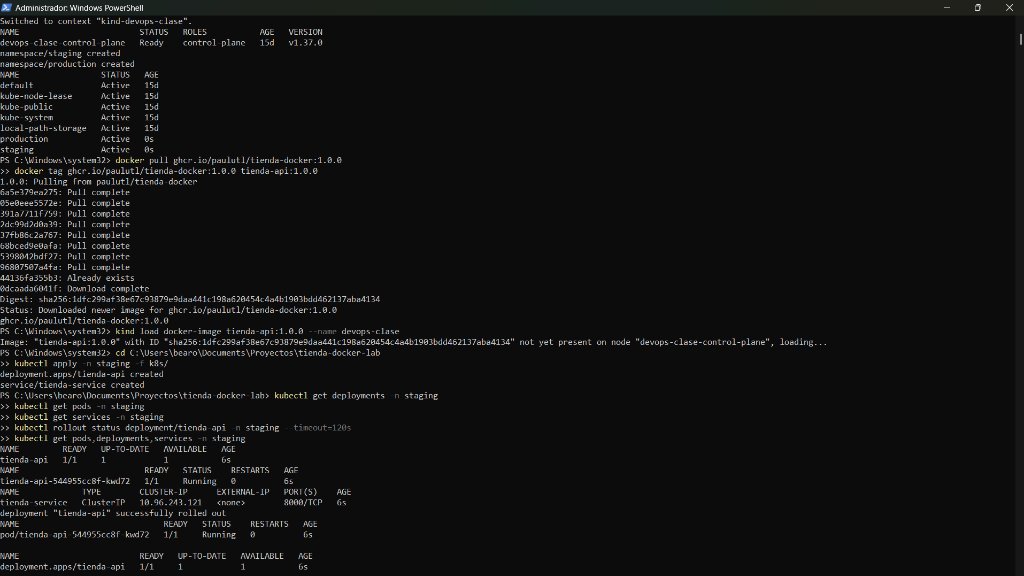 Administrador: Windows PowerShell
Switched to context "kind-devops-clase".
NAME STATUS ROLES AGE VERSION
devops-clase-control-plane Ready control-plane 15d v1.37.0
namespace/staging created
namespace/production created
NAME STATUS AGE
default Active 15d
kube-node-lease Active 15d
kube-public Active 15d
kube-system Active 15d
local-path-storage Active 15d
production Active 0s
staging Active 0s
PS C:\Windows\system32> docker pull ghcr.io/paulutl/tienda-docker:1.0.0
>> docker tag ghcr.io/paulutl/tienda-docker:1.0.0 tienda-api:1.0.0
1.0.0: Pulling from paulutl/tienda-docker
6a5e379ea275: Pull complete
05e0eee5572e: Pull complete
391a7711f759: Pull complete
2dc99d2d0a39: Pull complete
37fb86c2a767: Pull complete
68bced9e0afa: Pull complete
5398042bdf27: Pull complete
96807507a4fa: Pull complete
44136fa355b3: Already exists
0dcaada6041f: Download complete
Digest: sha256:1dfc299af38e67c93879e9daa441c198a620454c4a4b1903bdd462137aba4134
Status: Downloaded newer image for ghcr.io/paulutl/tienda-docker:1.0.0
ghcr.io/paulutl/tienda-docker:1.0.0
PS C:\Windows\system32> kind load docker-image tienda-api:1.0.0 --name devops-clase
Image: "tienda-api:1.0.0" with ID "sha256:1dfc299af38e67c93879e9daa441c198a620454c4a4b1903bdd462137aba4134" not yet present on node "devops-clase-control-plane", loading...
PS C:\Windows\system32> cd C:\Users\bearo\Documents\Proyectos\tienda-docker-lab
>> kubectl apply -n staging -f k8s/
deployment.apps/tienda-api created
service/tienda-service created
PS C:\Users\bearo\Documents\Proyectos\tienda-docker-lab> kubectl get deployments -n staging
>> kubectl get pods -n staging
>> kubectl get services -n staging
>> kubectl rollout status deployment/tienda-api -n staging --timeout=120s
>> kubectl get pods,deployments,services -n staging
NAME READY UP-TO-DATE AVAILABLE AGE
tienda-api 1/1 1 1 6s
NAME READY STATUS RESTARTS AGE
tienda-api-544955cc8f-kwd72 1/1 Running 0 6s
NAME TYPE CLUSTER-IP EXTERNAL-IP PORT(S) AGE
tienda-service ClusterIP 10.96.243.121 <none> 8000/TCP 6s
deployment "tienda-api" successfully rolled out
NAME READY STATUS RESTARTS AGE
pod/tienda-api-544955cc8f-kwd72 1/1 Running 0 6s
NAME READY UP-TO-DATE AVAILABLE AGE
deployment.apps/tienda-api 1/1 1 1 6s